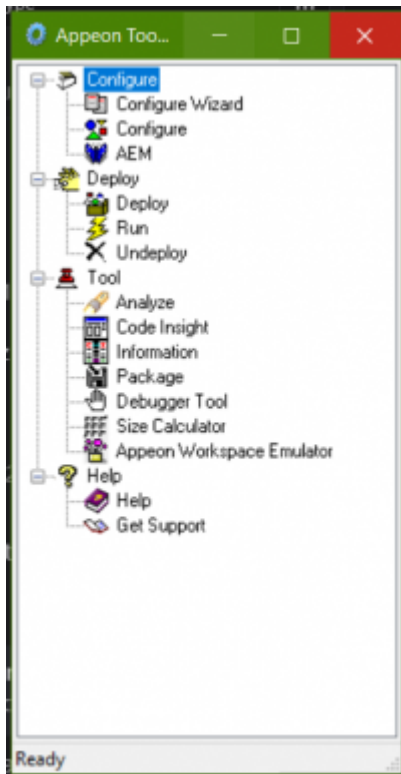 Appeon Too...
Configure
Configure Wizard
Configure
AEM
Deploy
Deploy
Run
Undeploy
Tool
Analyze
Code Insight
Information
Package
Debugger Tool
Size Calculator
Appeon Workspace Emulator
Help
Help
Get Support
Ready